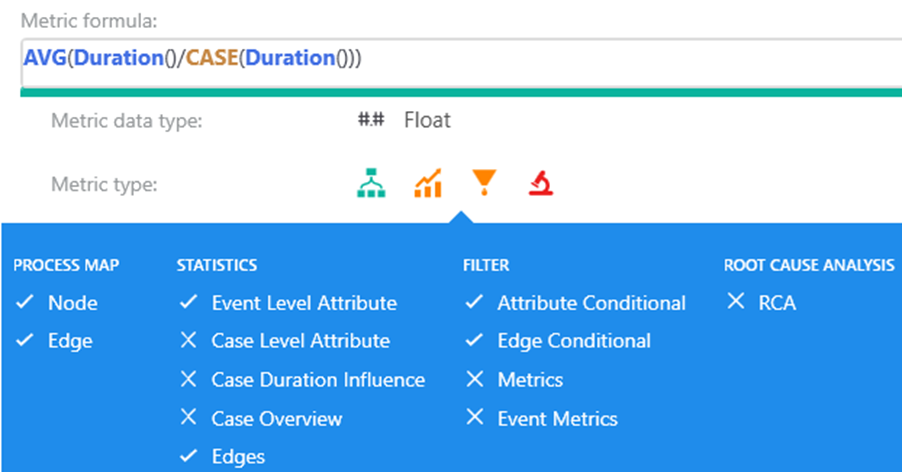 Metric formula:
AVG(Duration()/CASE(Duration()))
Metric data type: #.# Float
Metric type:
PROCESS MAP STATISTICS FILTER ROOT CAUSE ANALYSIS
Node Event Level Attribute Attribute Conditional RCA
Edge Case Level Attribute Edge Conditional
Case Duration Influence Metrics
Case Overview Event Metrics
Edges